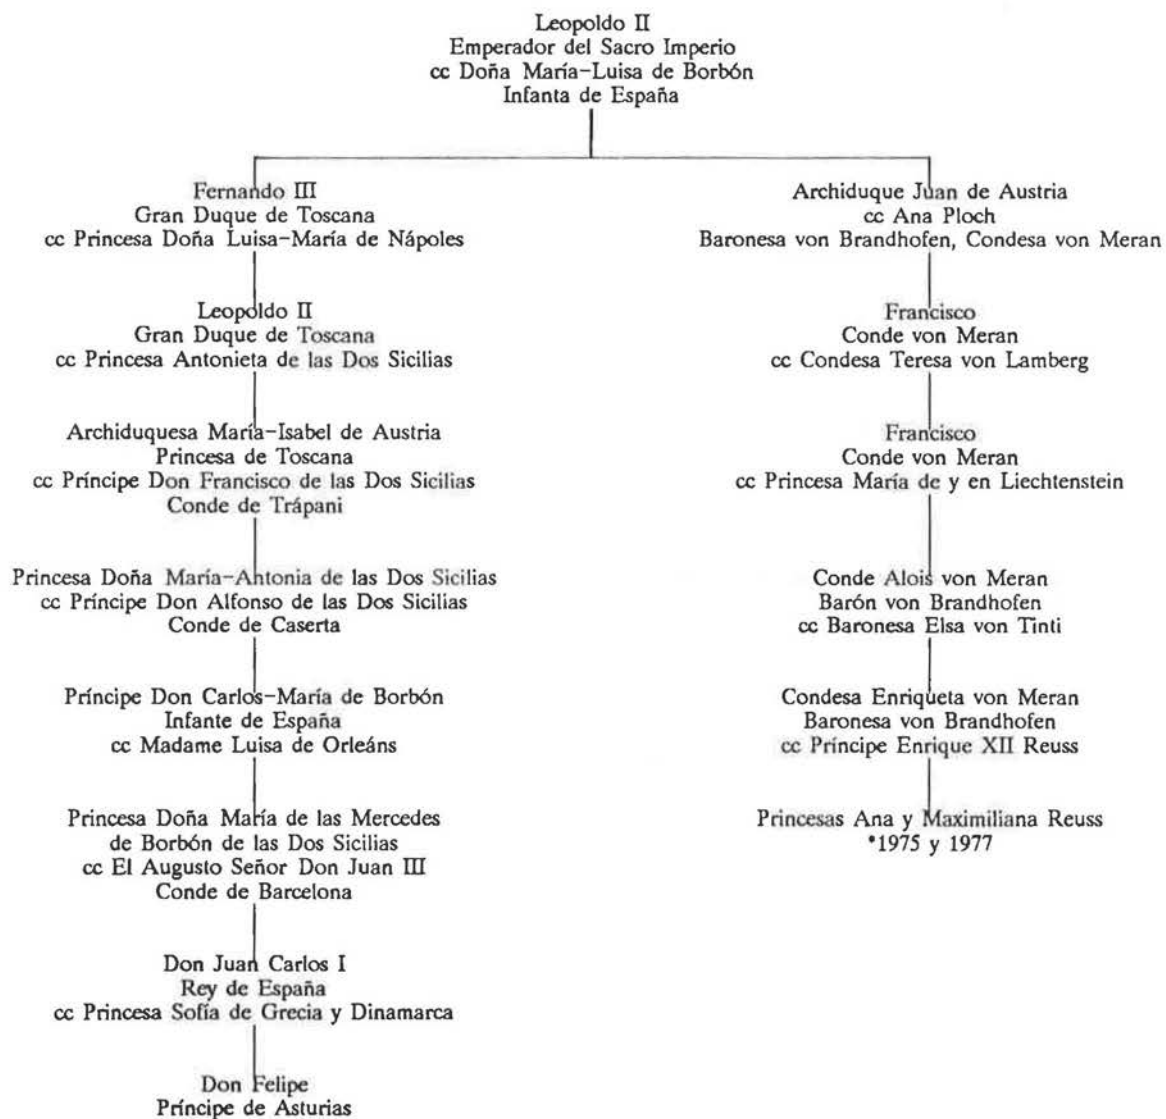 Leopoldo II
Emperador del Sacro Imperio
cc Doña María-Luisa de Borbón
Infanta de España
Fernando III
Gran Duque de Toscana
cc Princesa Doña Luisa-María de Nápoles
Leopoldo II
Gran Duque de Toscana
cc Princesa Antonieta de las Dos Sicilias
Archiduquesa María-Isabel de Austria
Princesa de Toscana
cc Príncipe Don Francisco de las Dos Sicilias
Conde de Trápani
Princesa Doña María-Antonia de las Dos Sicilias
cc Príncipe Don Alfonso de las Dos Sicilias
Conde de Caserta
Príncipe Don Carlos-María de Borbón
Infante de España
cc Madame Luisa de Orleáns
Princesa Doña María de las Mercedes
de Borbón de las Dos Sicilias
cc El Augusto Señor Don Juan III
Conde de Barcelona
Don Juan Carlos I
Rey de España
cc Princesa Sofía de Grecia y Dinamarca
Don Felipe
Príncipe de Asturias
Archiduque Juan de Austria
cc Ana Ploch
Baronesa von Brandhofen, Condesa von Meran
Francisco
Conde von Meran
cc Condesa Teresa von Lamberg
Francisco
Conde von Meran
cc Princesa María de y en Liechtenstein
Conde Alois von Meran
Barón von Brandhofen
cc Baronesa Elsa von Tinti
Condesa Enriqueta von Meran
Baronesa von Brandhofen
cc Príncipe Enrique XII Reuss
Princesas Ana y Maximiliana Reuss
*1975 y 1977